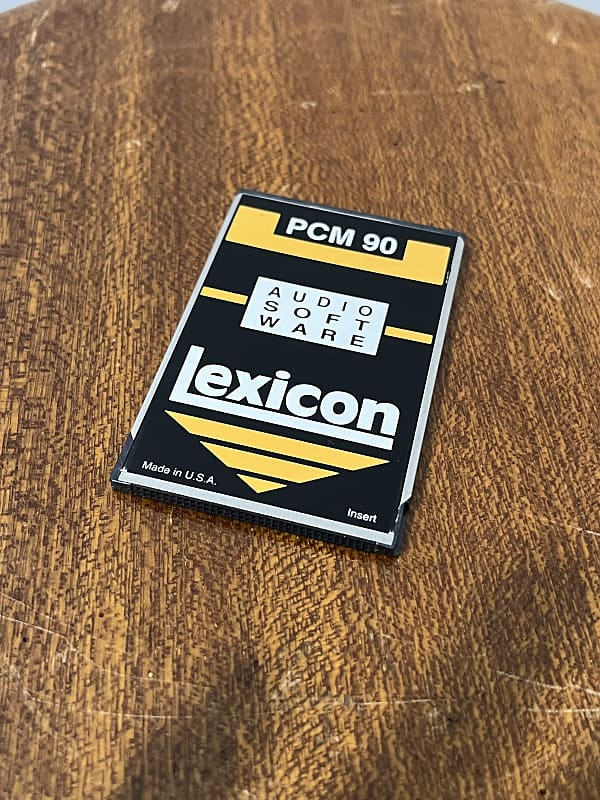 PCM 90
AUDIO
SOFT
WARE
Lexicon
Made in U.S.A.
Insert